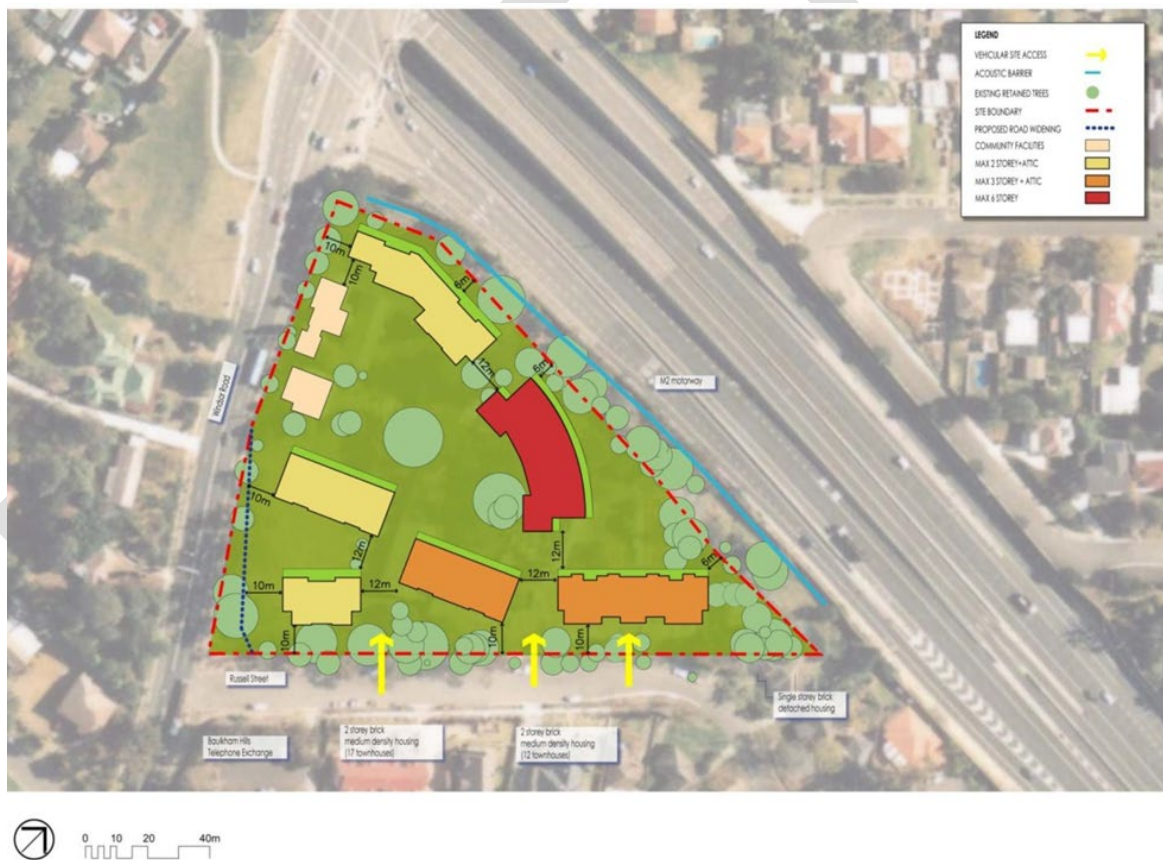 LEGEND
VEHICULAR SITE ACCESS
ACOUSTIC BARRIER
EXISTING RETAINED TREES
SITE BOUNDARY
PROPOSED ROAD WIDENING
COMMUNITY FACILITIES
MAX 2 STOREY+ATTIC
MAX 3 STOREY + ATTIC
MAX 6 STOREY
10m
10m
6m
12m
6m
M2 motorway
Windsor Road
10m
12m
12m
6m
10m
12m
12m
10m
10m
10m
Russell Street
Single storey brick
detached housing
Baulkham Hills
Telephone Exchange
2 storey brick
medium density housing
(17 townhouses)
2 storey brick
medium density housing
(12 townhouses)
0 10 20 40m